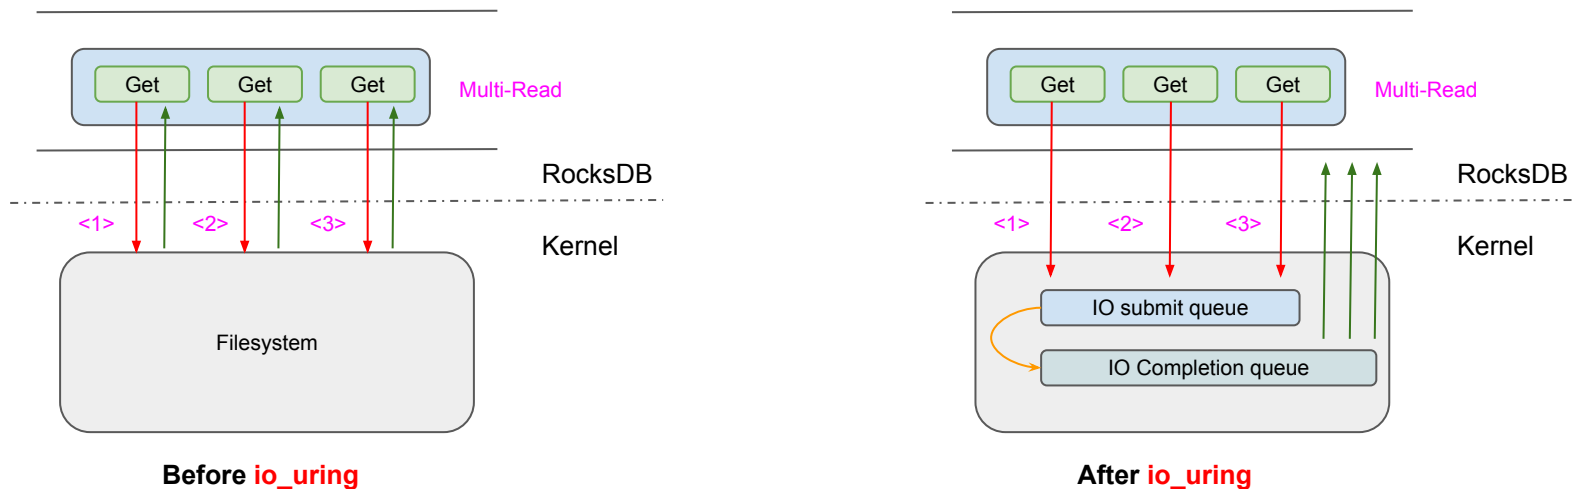 Get Get Get
Multi-Read
RocksDB
<1> <2> <3>
Kernel
Filesystem
Before io_uring
Get Get Get
Multi-Read
RocksDB
<1> <2> <3>
Kernel
IO submit queue
IO Completion queue
After io_uring